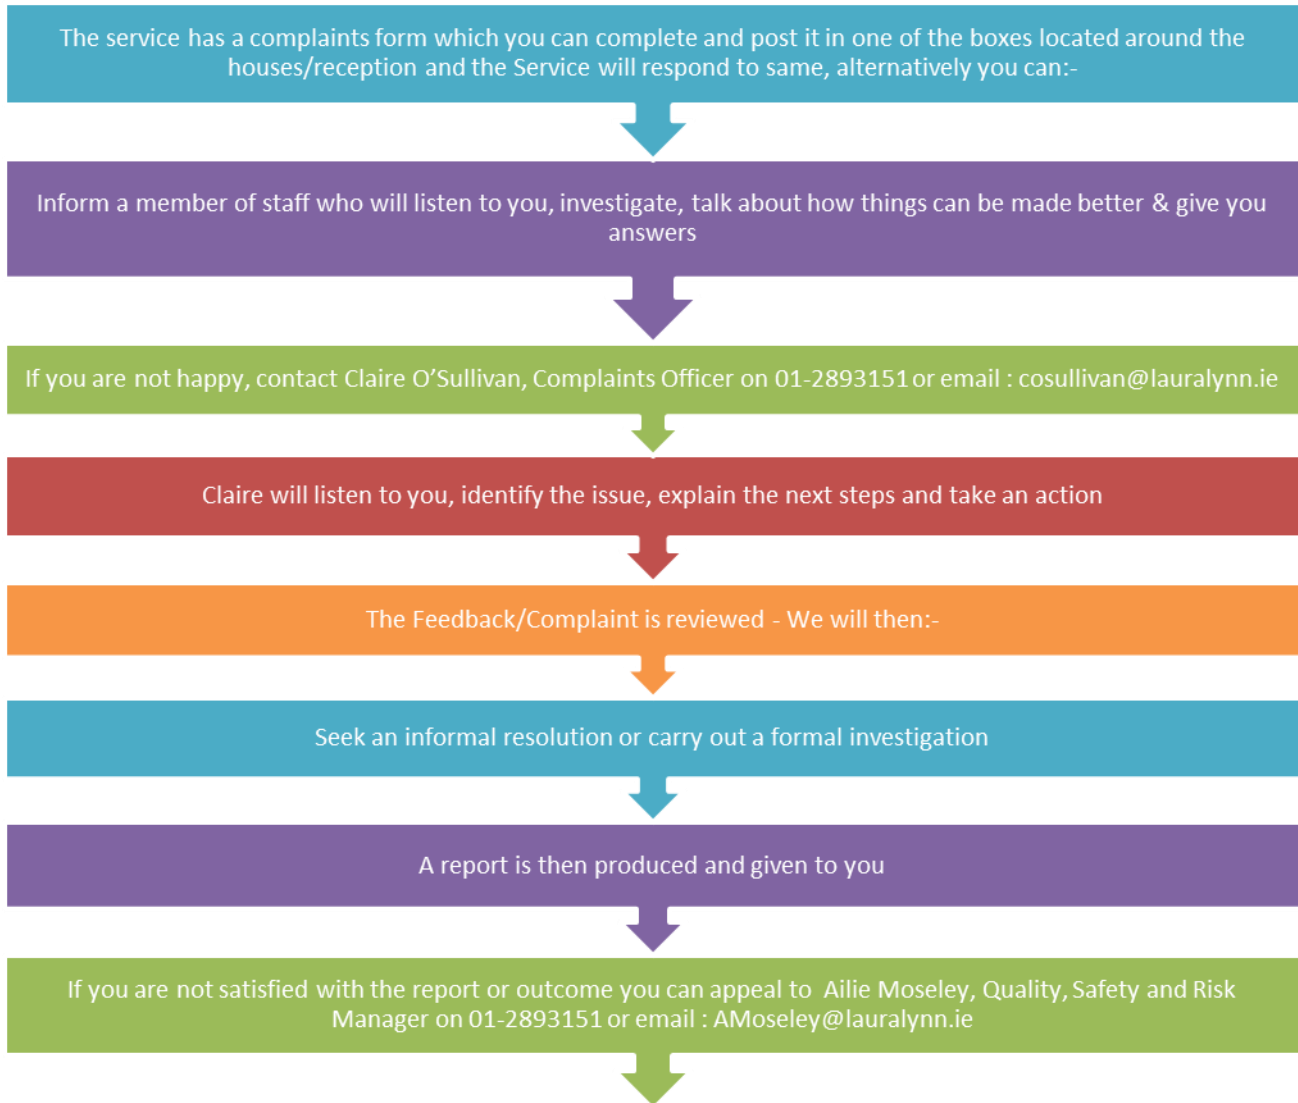 The service has a complaints form which you can complete and post it in one of the boxes located around the
houses/reception and the Service will respond to same, alternatively you can:-
Inform a member of staff who will listen to you, investigate, talk about how things can be made better & give you
answers
If you are not happy, contact Claire O’Sullivan, Complaints Officer on 01-2893151 or email : cosullivan@lauralynn.ie
Claire will listen to you, identify the issue, explain the next steps and take an action
The Feedback/Complaint is reviewed - We will then:-
Seek an informal resolution or carry out a formal investigation
A report is then produced and given to you
If you are not satisfied with the report or outcome you can appeal to Ailie Moseley, Quality, Safety and Risk
Manager on 01-2893151 or email : AMoseley@lauralynn.ie